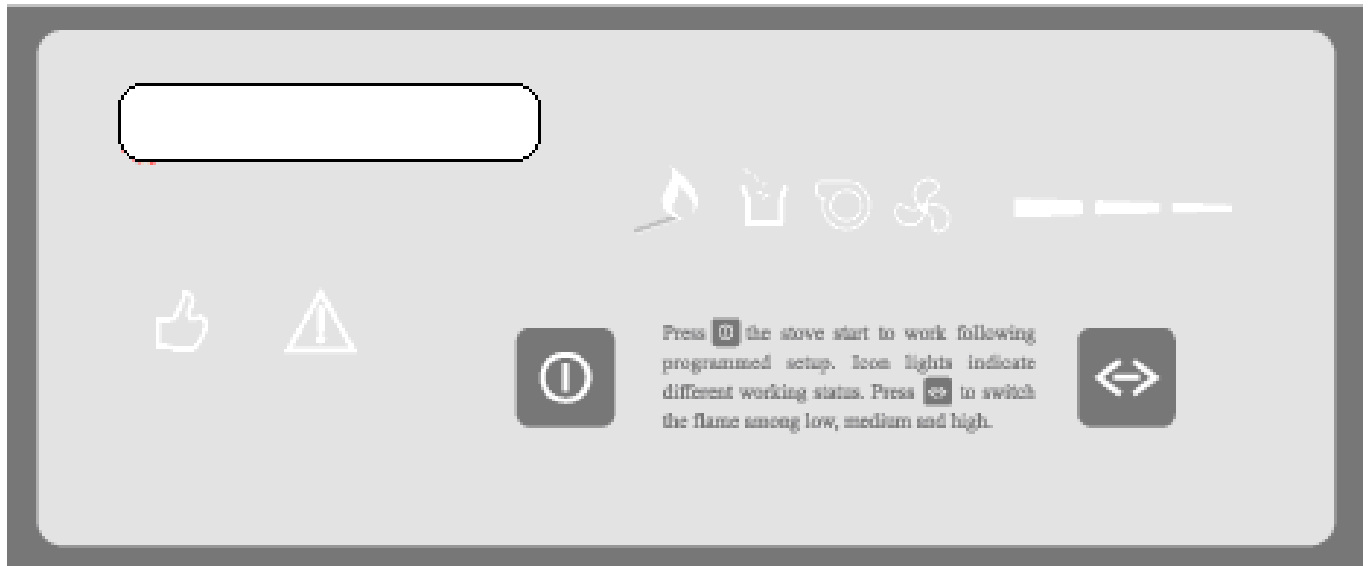 Press the stove start to work following
programmed setup. Icon lights indicate
different working status. Press to switch
the flame among low, medium and high.